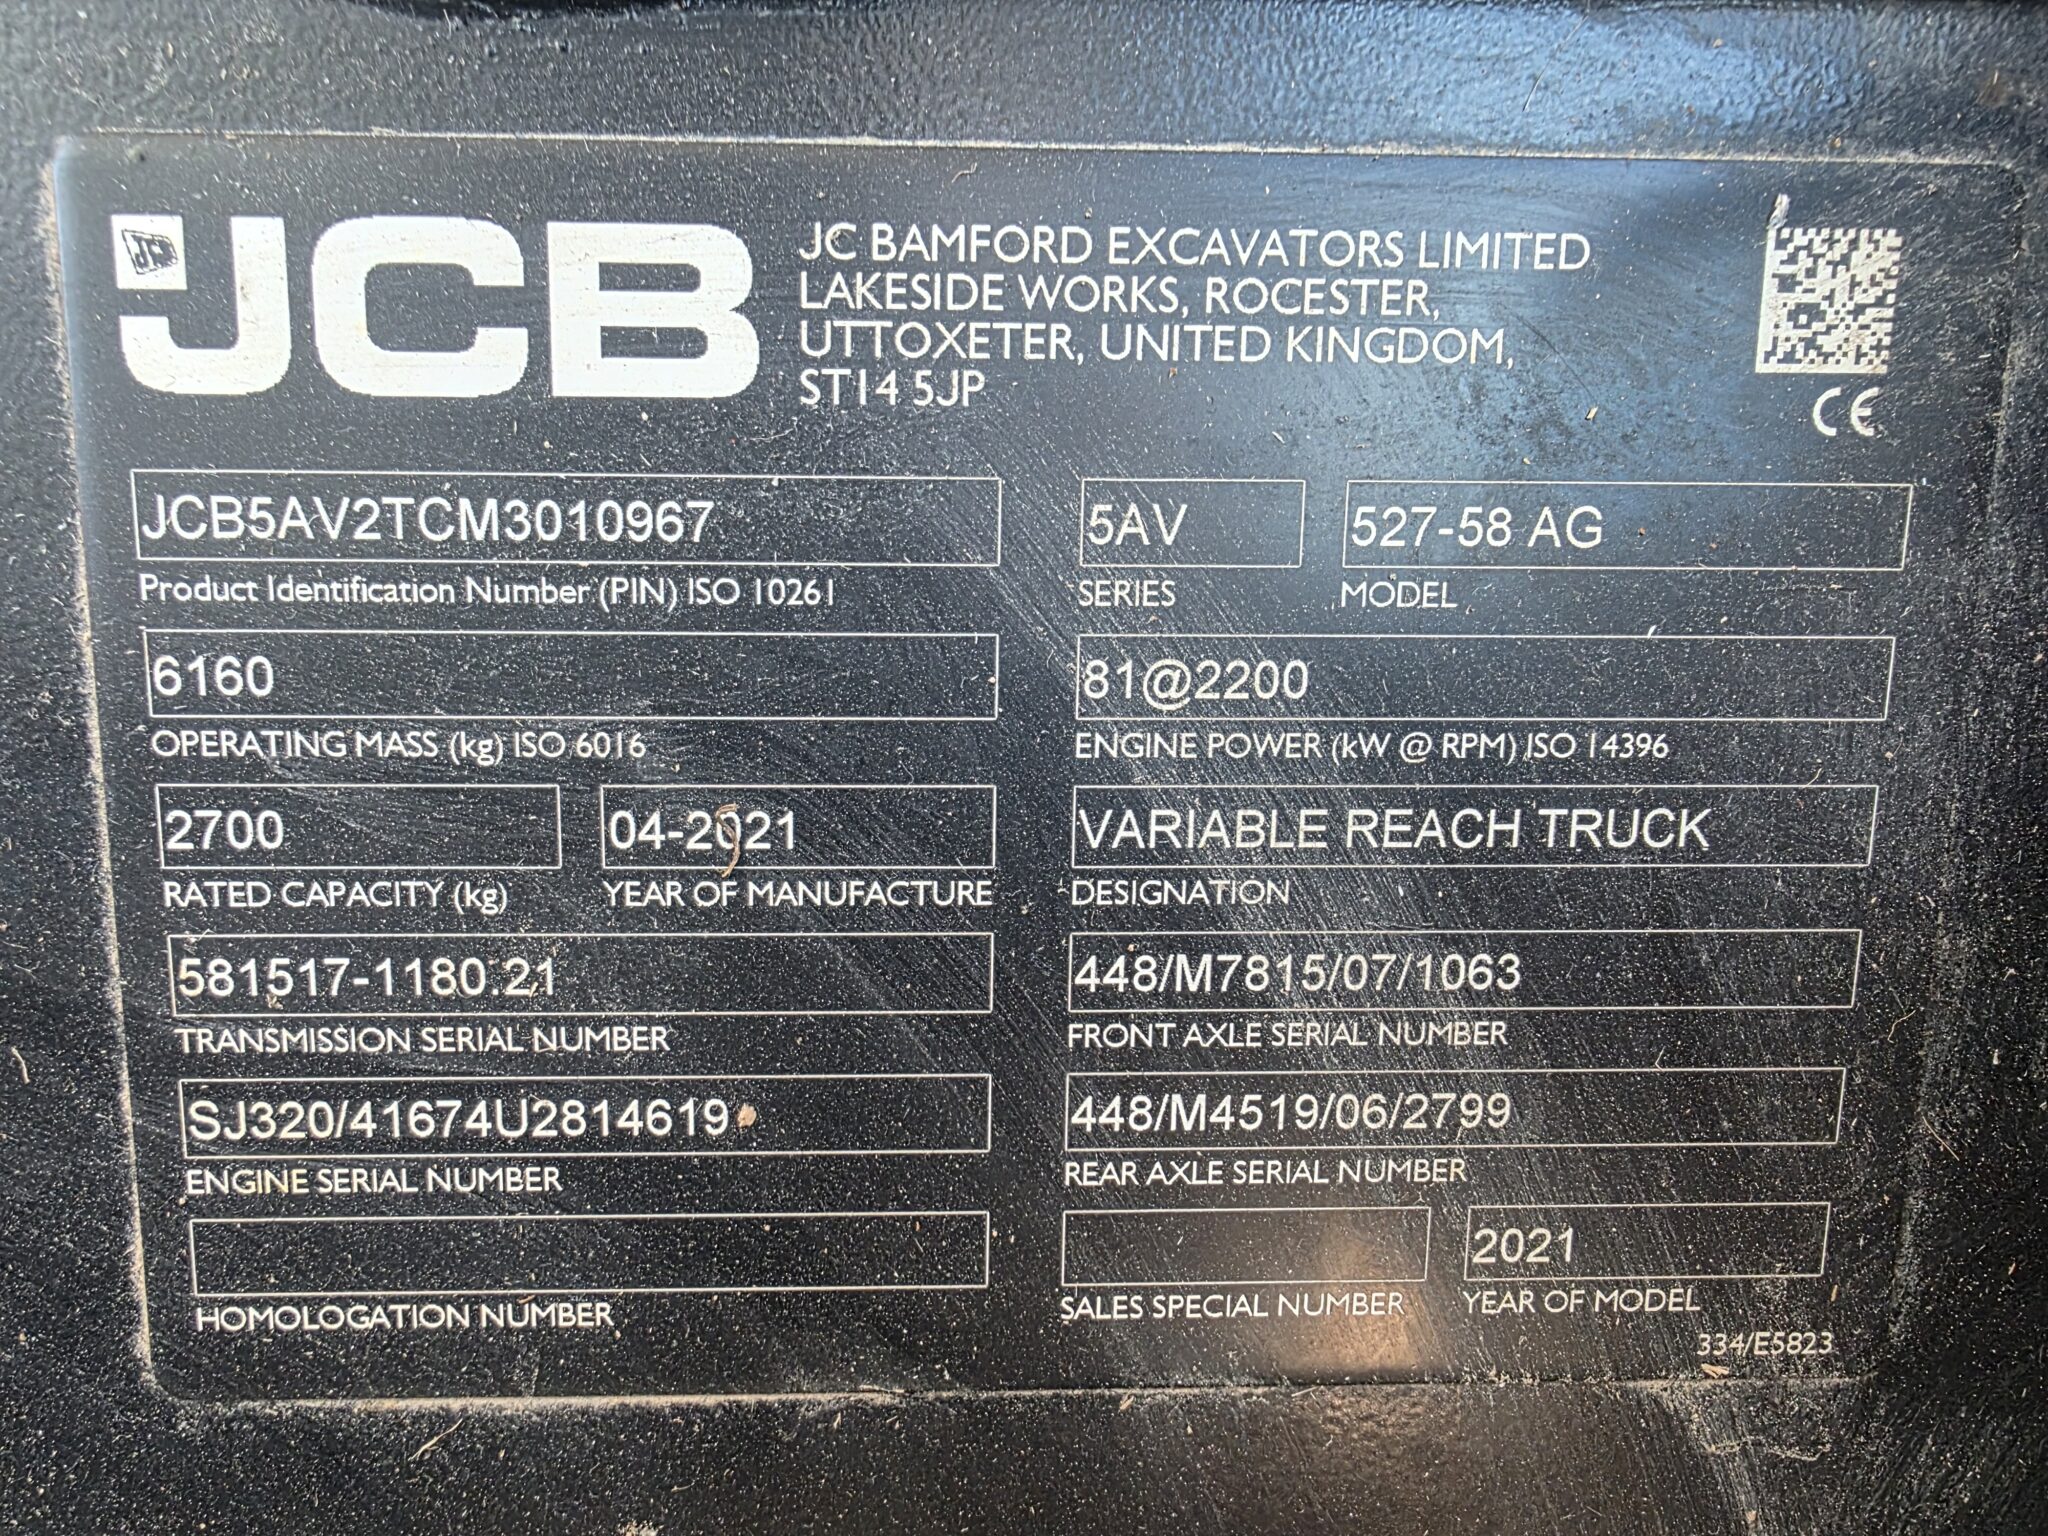 JCB
JC BAMFORD EXCAVATORS LIMITED
LAKESIDE WORKS, ROCESTER,
UTTOXETER, UNITED KINGDOM,
ST14 5JP
CE
JCB5AV2TCM3010967
Product Identification Number (PIN) ISO 10261
5AV
SERIES
527-58 AG
MODEL
6160
OPERATING MASS (kg) ISO 6016
81@2200
ENGINE POWER (kW @ RPM) ISO 14396
2700
RATED CAPACITY (kg)
04-2021
YEAR OF MANUFACTURE
VARIABLE REACH TRUCK
DESIGNATION
581517-1180.21
TRANSMISSION SERIAL NUMBER
448/M7815/07/1063
FRONT AXLE SERIAL NUMBER
SJ320/41674U2814619
ENGINE SERIAL NUMBER
448/M4519/06/2799
REAR AXLE SERIAL NUMBER
HOMOLOGATION NUMBER
SALES SPECIAL NUMBER
2021
YEAR OF MODEL
334/E5823